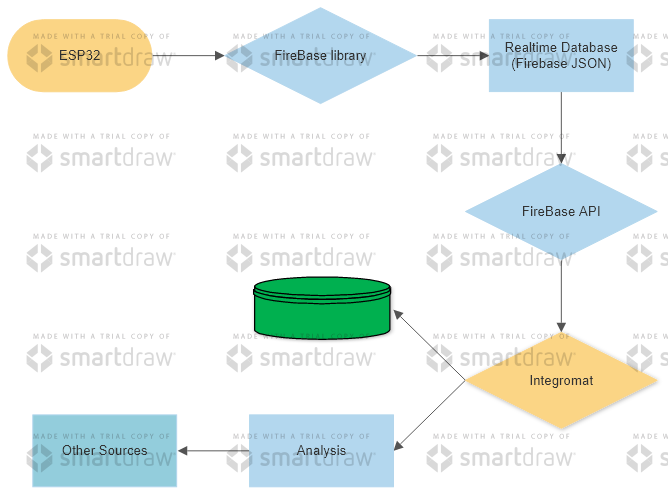 ESP32
FireBase library
Realtime Database
(Firebase JSON)
FireBase API
Integromat
Analysis
Other Sources
MADE WITH A TRIAL COPY OF
smartdraw